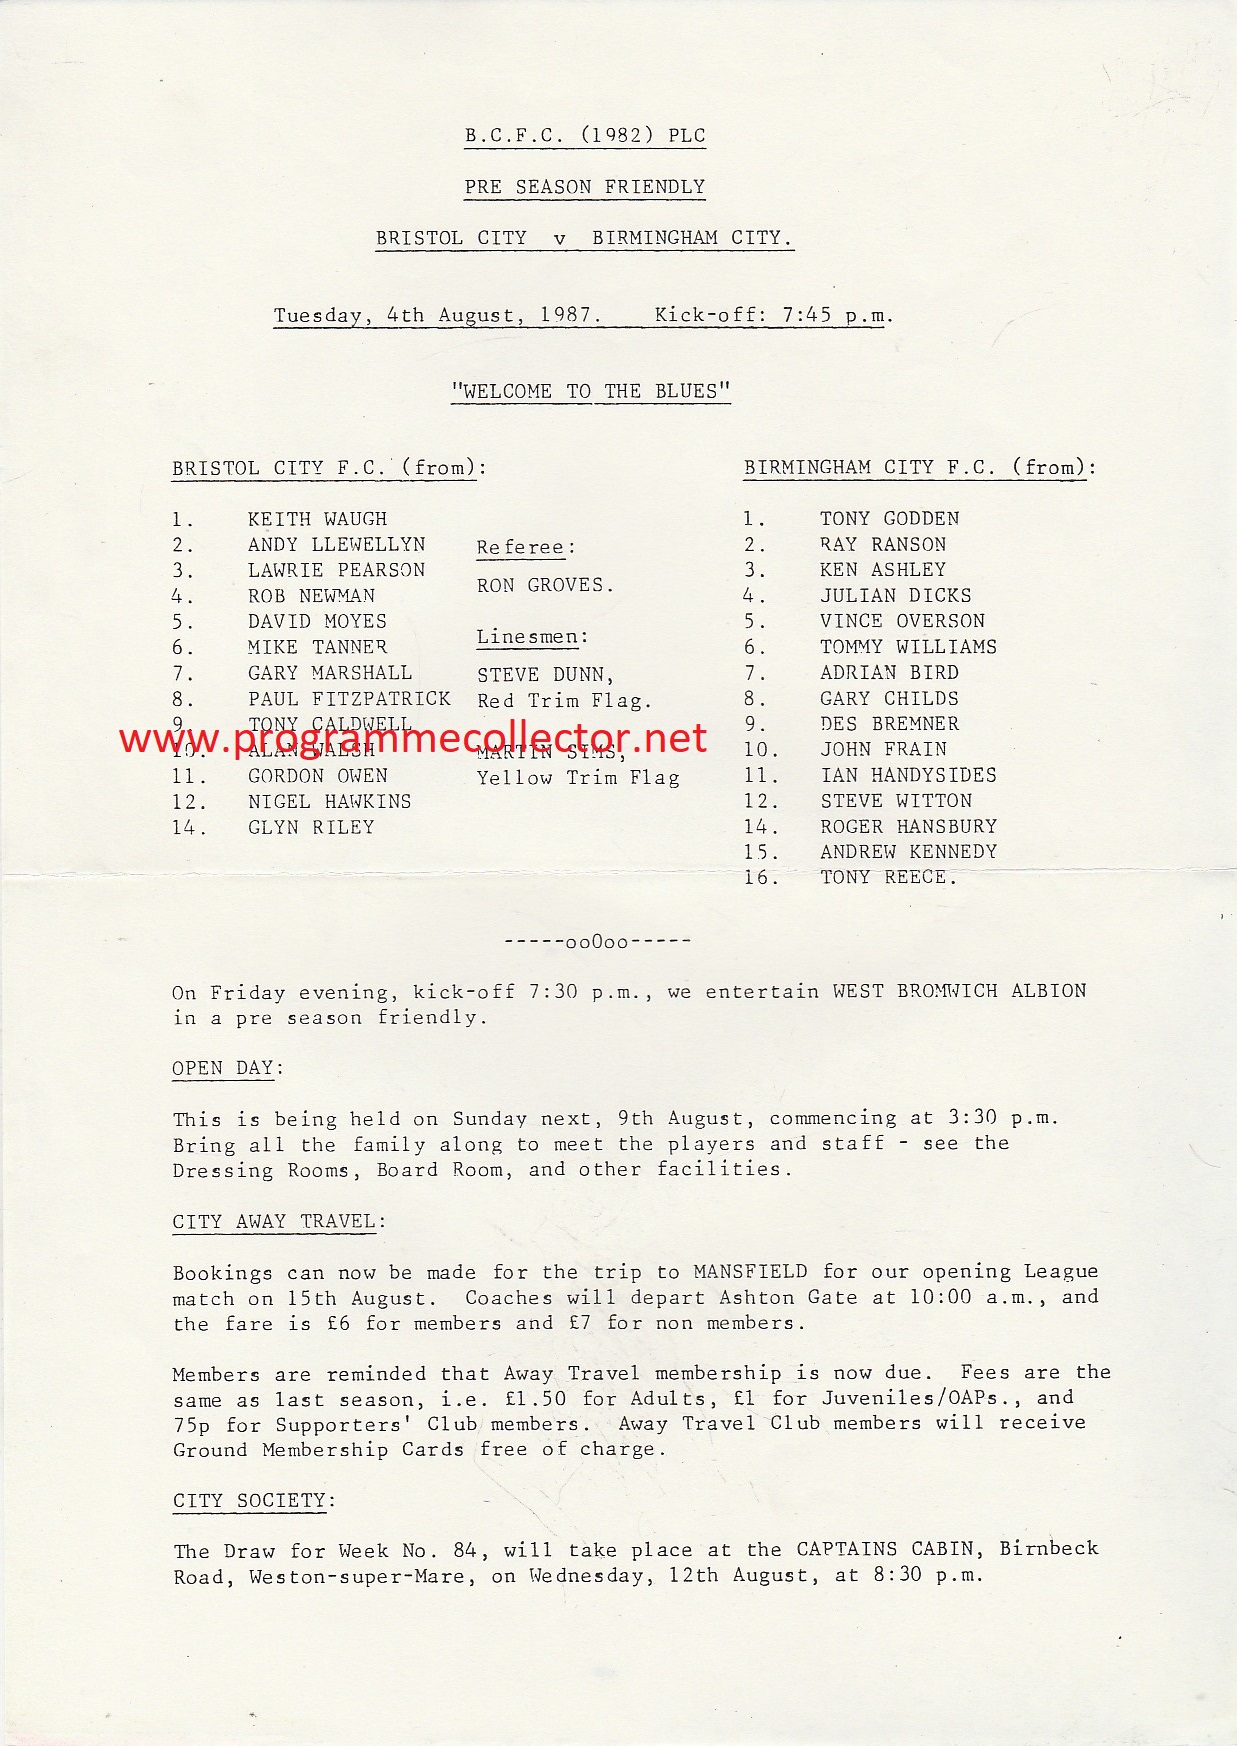 B.C.F.C. (1982) PLC
PRE SEASON FRIENDLY
BRISTOL CITY v BIRMINGHAM CITY.
Tuesday, 4th August, 1987. Kick-off: 7:45 p.m.
"WELCOME TO THE BLUES"
BRISTOL CITY F.C. (from):
1. KEITH WAUGH
2. ANDY LLEWELLYN
3. LAWRIE PEARSON
4. ROB NEWMAN
5. DAVID MOYES
6. MIKE TANNER
7. GARY MARSHALL
8. PAUL FITZPATRICK
9. TONY CALDWELL
10. ALAN WALSH
11. GORDON OWEN
12. NIGEL HAWKINS
14. GLYN RILEY
Referee:
RON GROVES.
Linesmen:
STEVE DUNN,
Red Trim Flag.
MARTIN SIMS,
Yellow Trim Flag
www.programmecollector.net
BIRMINGHAM CITY F.C. (from):
1. TONY GODDEN
2. RAY RANSON
3. KEN ASHLEY
4. JULIAN DICKS
5. VINCE OVERSON
6. TOMMY WILLIAMS
7. ADRIAN BIRD
8. GARY CHILDS
9. DES BREMNER
10. JOHN FRAIN
11. IAN HANDYSIDES
12. STEVE WITTON
14. ROGER HANSBURY
15. ANDREW KENNEDY
16. TONY REECE.
-----ooOoo-----
On Friday evening, kick-off 7:30 p.m., we entertain WEST BROMWICH ALBION
in a pre season friendly.
OPEN DAY:
This is being held on Sunday next, 9th August, commencing at 3:30 p.m.
Bring all the family along to meet the players and staff - see the
Dressing Rooms, Board Room, and other facilities.
CITY AWAY TRAVEL:
Bookings can now be made for the trip to MANSFIELD for our opening League
match on 15th August. Coaches will depart Ashton Gate at 10:00 a.m., and
the fare is £6 for members and £7 for non members.
Members are reminded that Away Travel membership is now due. Fees are the
same as last season, i.e. £1.50 for Adults, £1 for Juveniles/OAPs., and
75p for Supporters' Club members. Away Travel Club members will receive
Ground Membership Cards free of charge.
CITY SOCIETY:
The Draw for Week No. 84, will take place at the CAPTAINS CABIN, Birnbeck
Road, Weston-super-Mare, on Wednesday, 12th August, at 8:30 p.m.